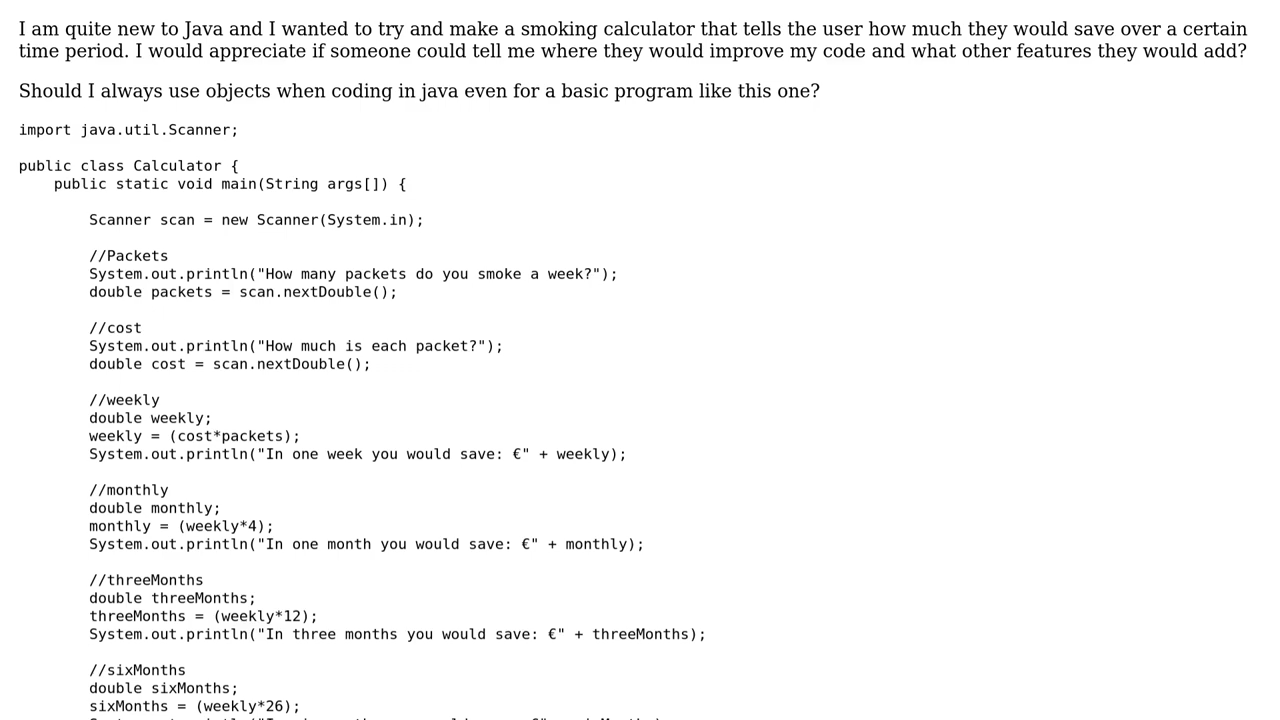 I am quite new to Java and I wanted to try and make a smoking calculator that tells the user how much they would save over a certain
time period. I would appreciate if someone could tell me where they would improve my code and what other features they would add?
Should I always use objects when coding in java even for a basic program like this one?
import java.util.Scanner;
public class Calculator {
    public static void main(String args[]) {
        Scanner scan = new Scanner(System.in);
        //Packets
        System.out.println("How many packets do you smoke a week?");
        double packets = scan.nextDouble();
        //cost
        System.out.println("How much is each packet?");
        double cost = scan.nextDouble();
        //weekly
        double weekly;
        weekly = (cost*packets);
        System.out.println("In one week you would save: €" + weekly);
        //monthly
        double monthly;
        monthly = (weekly*4);
        System.out.println("In one month you would save: €" + monthly);
        //threeMonths
        double threeMonths;
        threeMonths = (weekly*12);
        System.out.println("In three months you would save: €" + threeMonths);
        //sixMonths
        double sixMonths;
        sixMonths = (weekly*26);